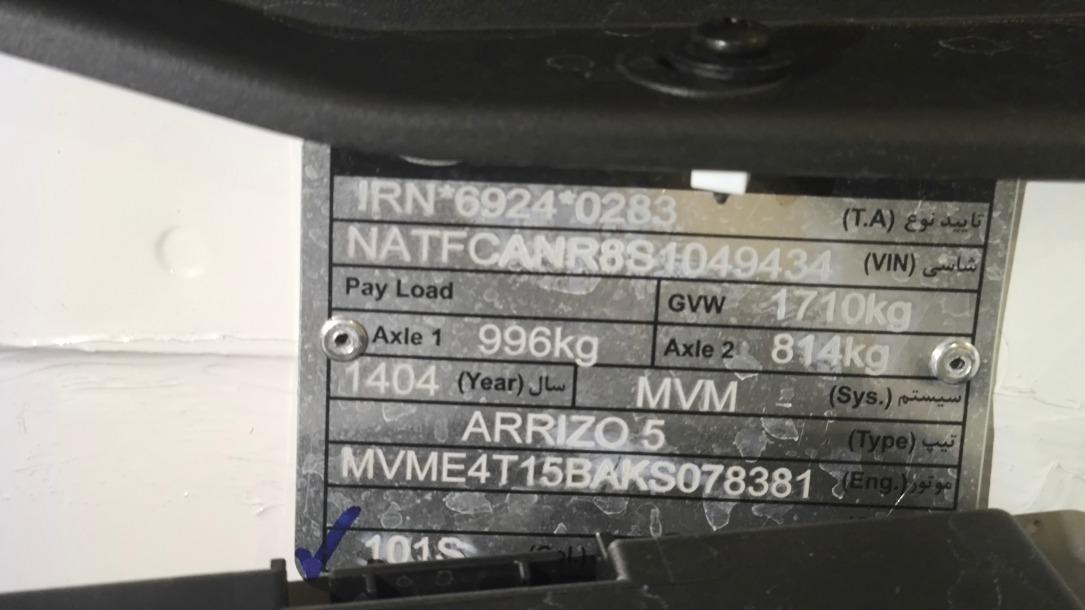 IRN*6924*0283 (T.A) تایید نوع
NATFCANR8S1049434 (VIN) شاسی
Pay Load GVW 1710kg
Axle 1 996kg Axle 2 814kg
1404 (Year) سال MVM (Sys.) سیستم
ARRIZO 5 (Type) تیپ
MVME4T15BAKS078381 (Eng.) موتور
101S